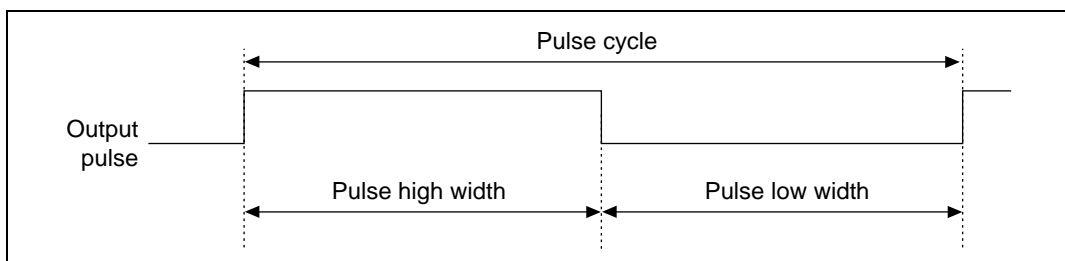 Pulse cycle
Output
pulse
Pulse high width
Pulse low width